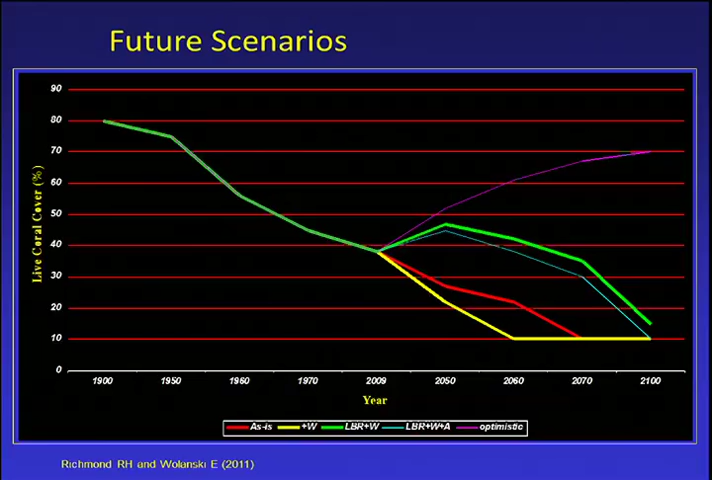 Future Scenarios
90
80
70
60
50
40
30
20
10
0
Live Coral Cover (%)
1900 1950 1960 1970 2009 2050 2060 2070 2100
Year
As-is +W LBR+W LBR+W+A optimistic
Richmond RH and Wolanski E (2011)